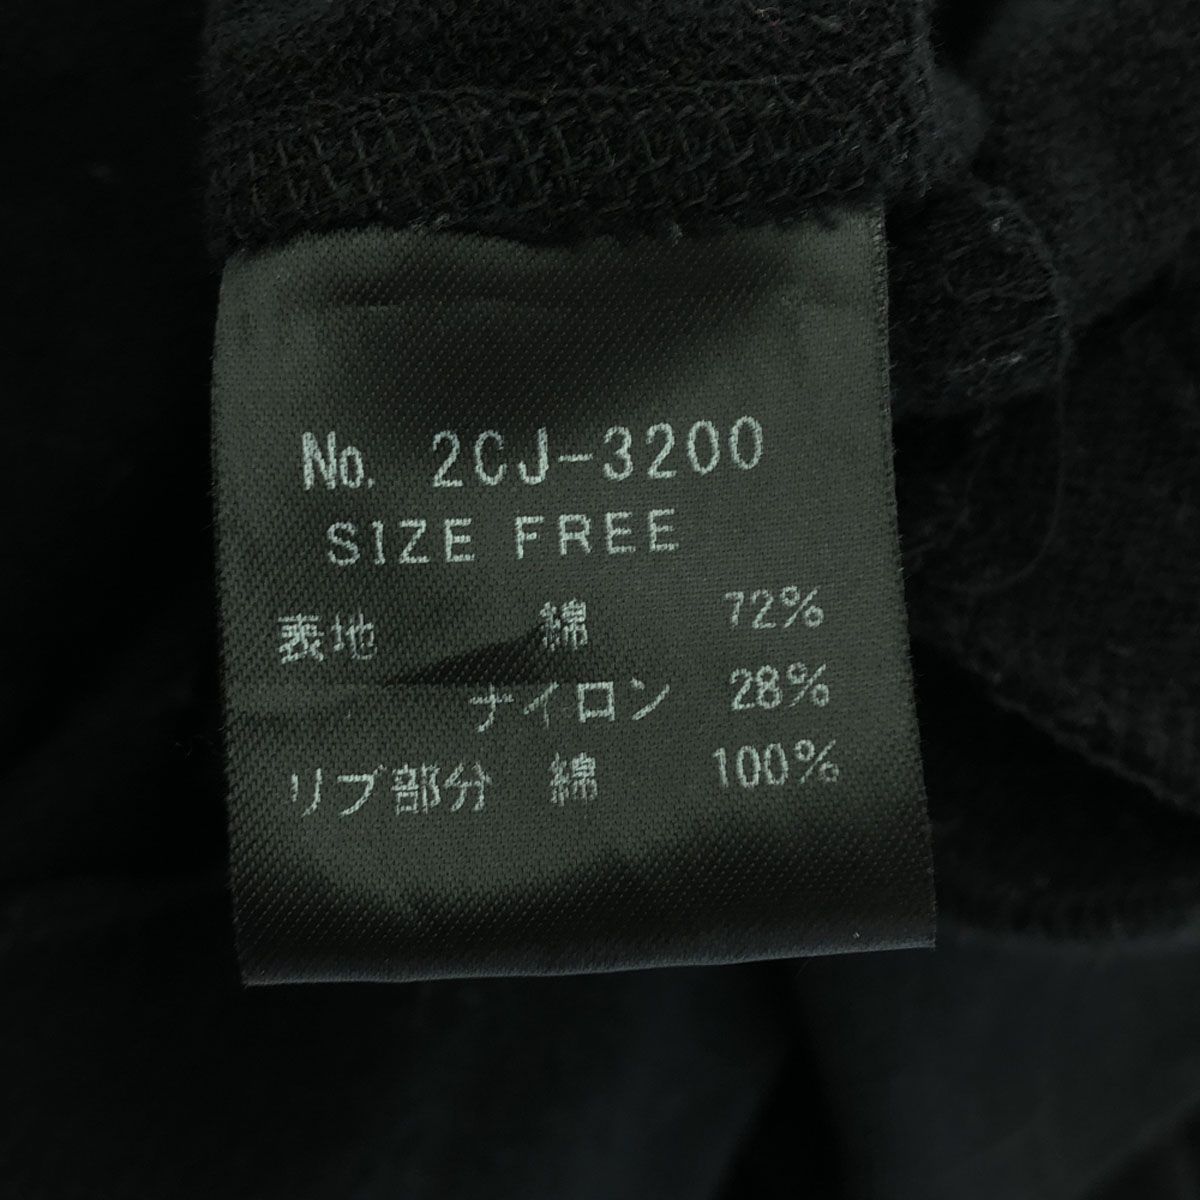 No. 2CJ-3200
SIZE FREE
表地 綿 72%
ナイロン 28%
リブ部分 綿 100%